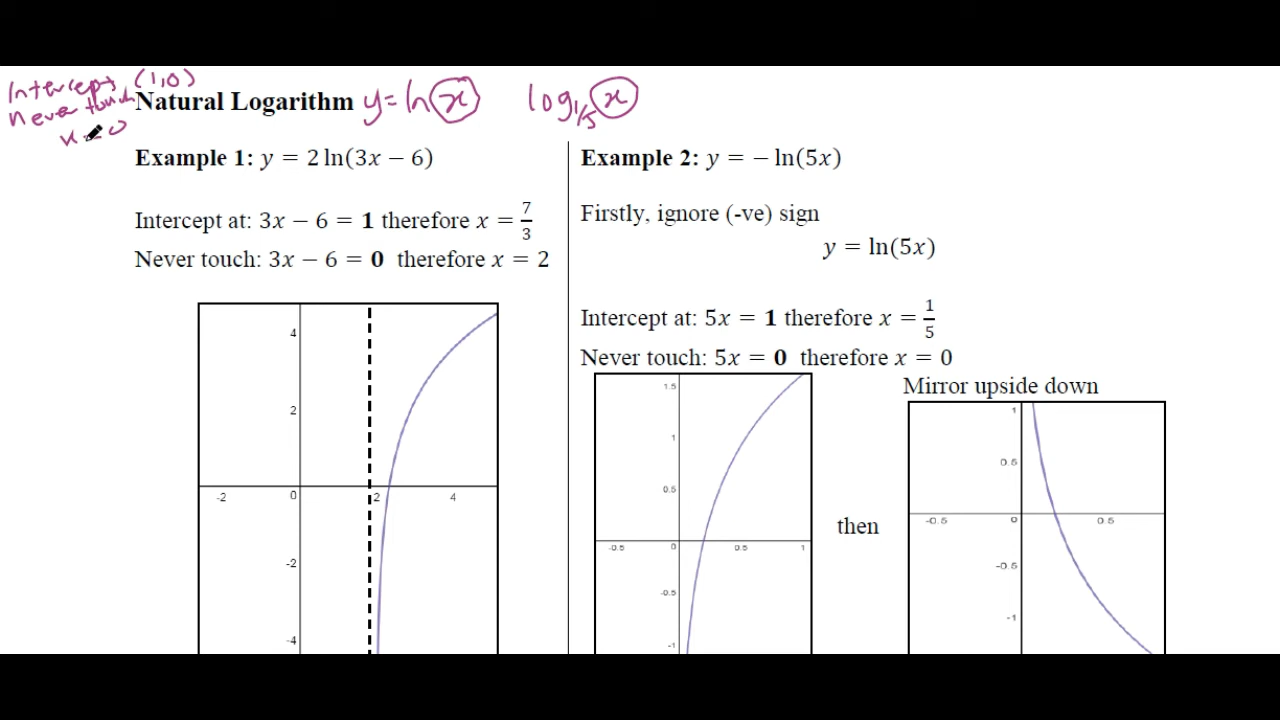 Intercept (1,0)
never touch
x = 0
Natural Logarithm y = ln x log1/5 x
Example 1: y = 2 ln(3x − 6)
Intercept at: 3x − 6 = 1 therefore x = 7/3
Never touch: 3x − 6 = 0 therefore x = 2
4
2
-2 0 2 4
-2
-4
Example 2: y = − ln(5x)
Firstly, ignore (-ve) sign
y = ln(5x)
Intercept at: 5x = 1 therefore x = 1/5
Never touch: 5x = 0 therefore x = 0
1.5
1
0.5
-0.5 0 0.5 1
-0.5
-1
then
Mirror upside down
1
0.5
-0.5 0 0.5
-0.5
-1